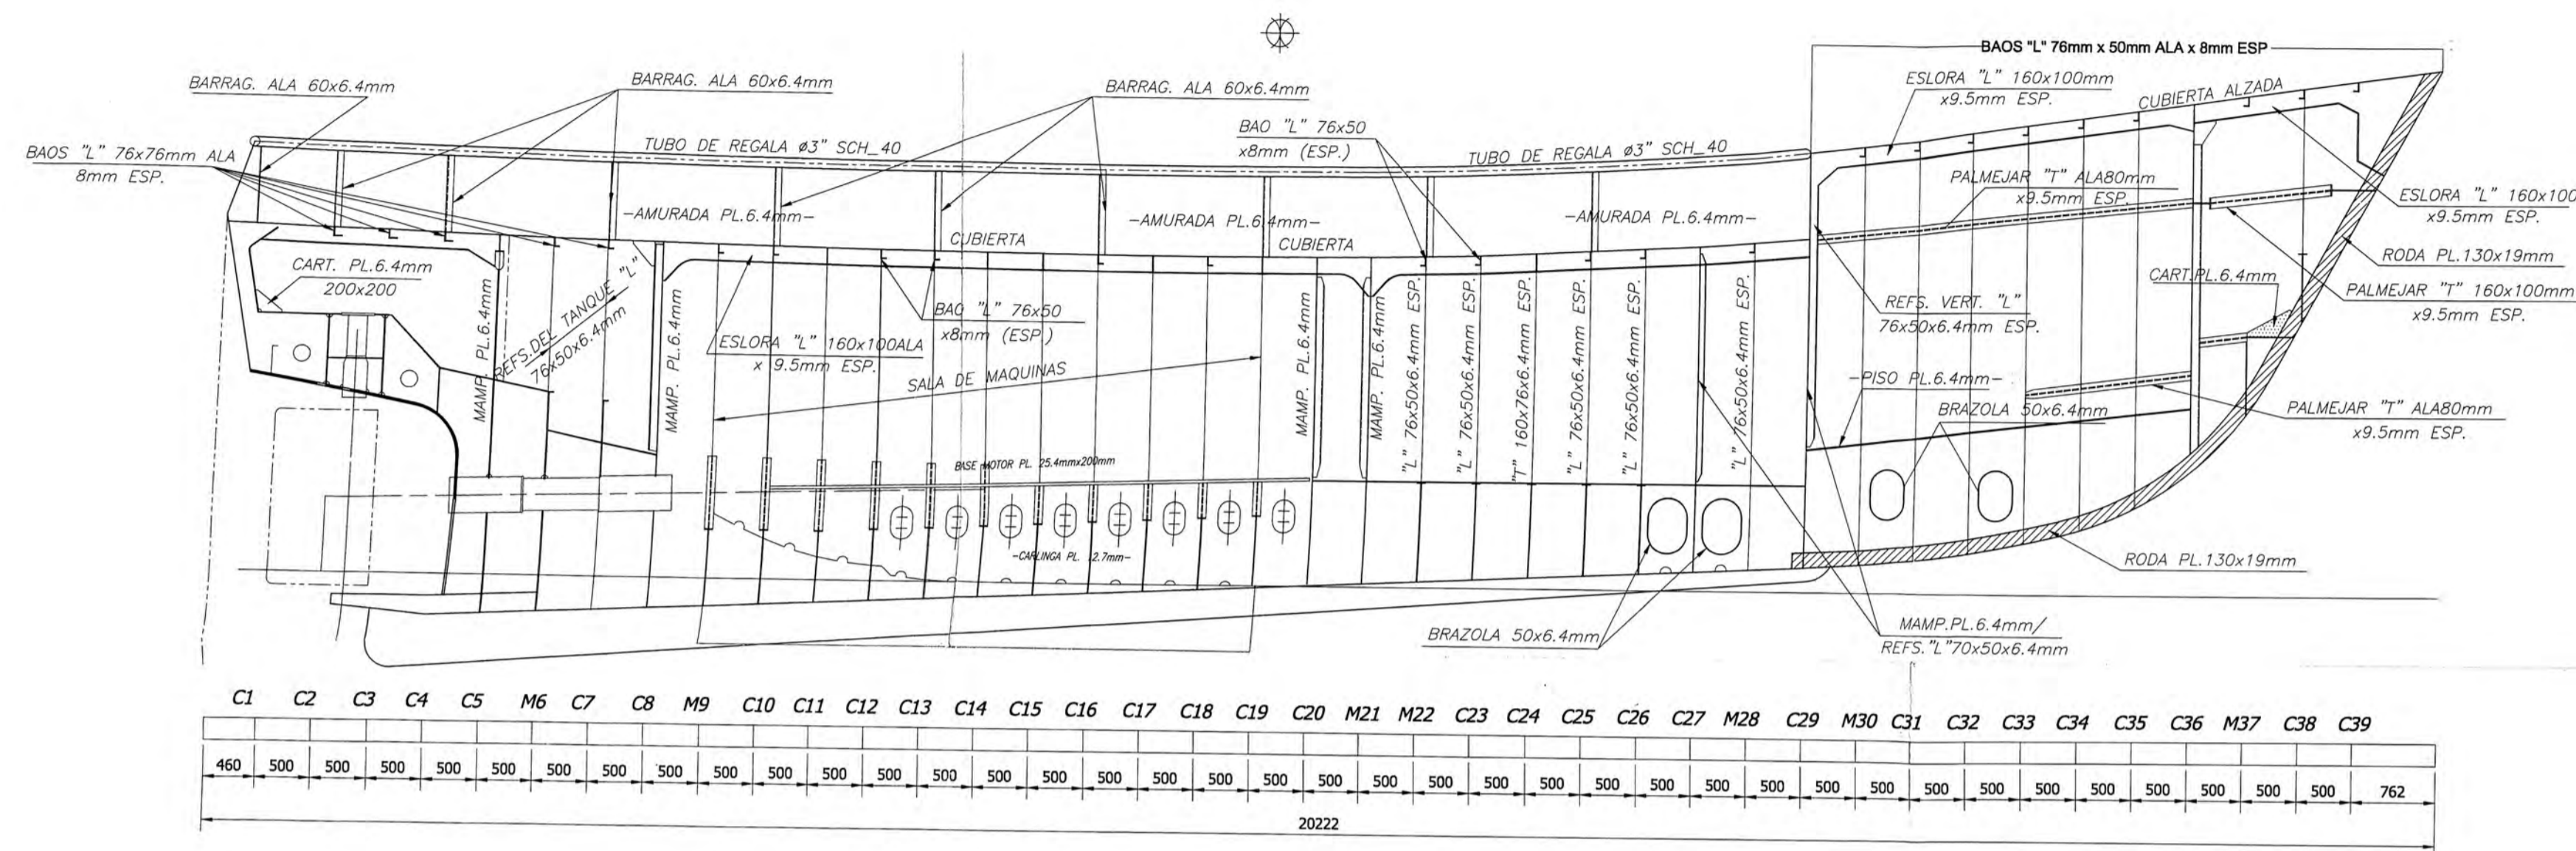 BAOS "L" 76mm x 50mm ALA x 8mm ESP
BARRAG. ALA 60x6.4mm
BARRAG. ALA 60x6.4mm
BARRAG. ALA 60x6.4mm
ESLORA "L" 160x100mm
x9.5mm ESP.
CUBIERTA ALZADA
BAO "L" 76x50
x8mm (ESP.)
BAOS "L" 76x76mm ALA
8mm ESP.
TUBO DE REGALA ø3" SCH_40
TUBO DE REGALA ø3" SCH_40
PALMEJAR "T" ALA80mm
x9.5mm ESP.
ESLORA "L" 160x100
x9.5mm ESP.
-AMURADA PL.6.4mm-
-AMURADA PL.6.4mm-
-AMURADA PL.6.4mm-
CUBIERTA
CUBIERTA
RODA PL.130x19mm
CART. PL.6.4mm
200x200
CART.PL.6.4mm
PALMEJAR "T" 160x100mm
x9.5mm ESP.
REFS. VERT. "L"
76x50x6.4mm ESP.
MAMP. PL.6.4mm
REFS.DEL TANQUE "L"
76x50x6.4mm
MAMP. PL.6.4mm
BAO "L" 76x50
x8mm (ESP.)
ESLORA "L" 160x100ALA
x 9.5mm ESP.
SALA DE MAQUINAS
MAMP. PL.6.4mm
MAMP. PL.6.4mm
"L" 76x50x6.4mm ESP.
"L" 76x50x6.4mm ESP.
"T" 160x76x6.4mm ESP.
"L" 76x50x6.4mm ESP.
"L" 76x50x6.4mm ESP.
"L" 76x50x6.4mm ESP.
-PISO PL.6.4mm-
BRAZOLA 50x6.4mm
PALMEJAR "T" ALA80mm
x9.5mm ESP.
BASE MOTOR PL. 25.4mmx200mm
-CARLINGA PL. 12.7mm-
RODA PL.130x19mm
BRAZOLA 50x6.4mm
MAMP.PL.6.4mm/
REFS."L"70x50x6.4mm
C1 C2 C3 C4 C5 M6 C7 C8 M9 C10 C11 C12 C13 C14 C15 C16 C17 C18 C19 C20 M21 M22 C23 C24 C25 C26 C27 M28 C29 M30 C31 C32 C33 C34 C35 C36 M37 C38 C39
460 500 500 500 500 500 500 500 500 500 500 500 500 500 500 500 500 500 500 500 500 500 500 500 500 500 500 500 500 500 500 500 500 500 500 500 500 500 500 762
20222